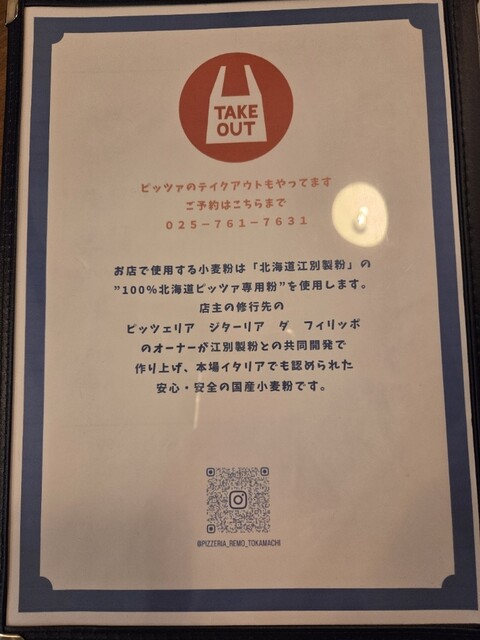 TAKE
OUT
ピッツァのテイクアウトもやってます
ご予約はこちらまで
025-761-7631
お店で使用する小麦粉は「北海道江別製粉」の
”100%北海道ピッツァ専用粉”を使用します。
店主の修行先の
ピッツェリア ジターリア ダ フィリッポ
のオーナーが江別製粉との共同開発で
作り上げ、本場イタリアでも認められた
安心・安全の国産小麦粉です。
@PIZZERIA_REMO_TOKAMACHI